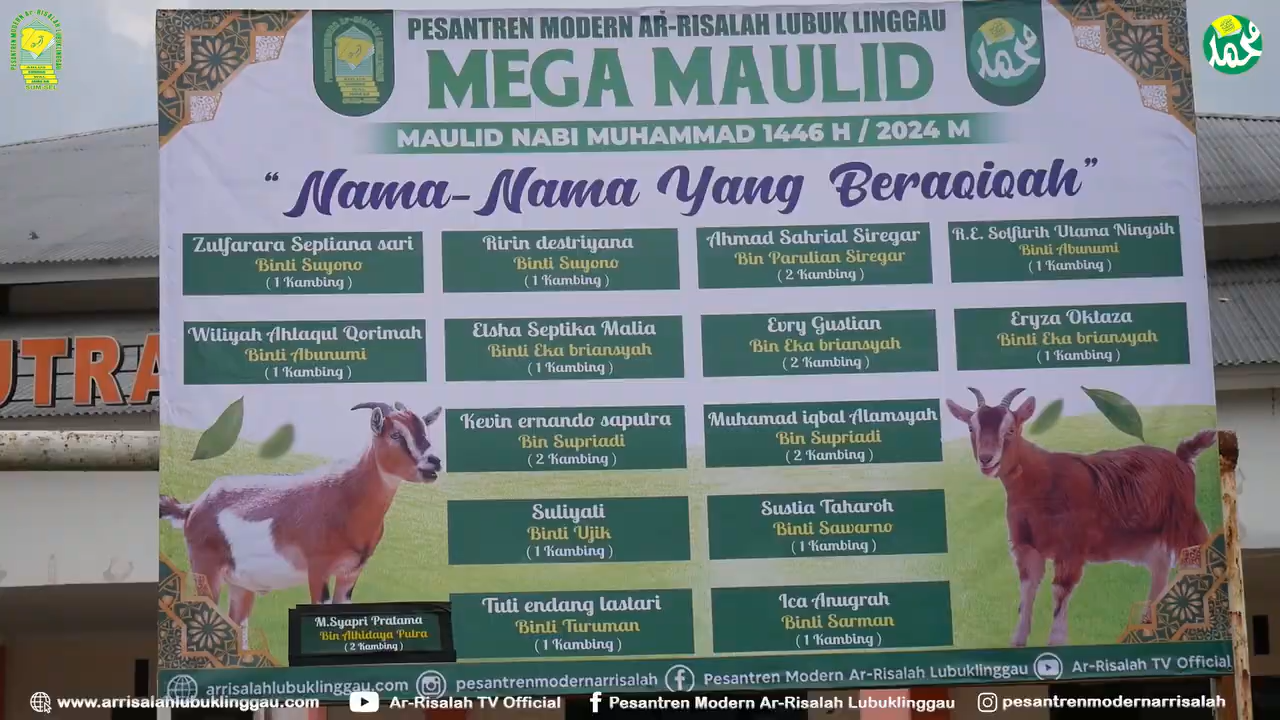 PESANTREN MODERN AR-RISALAH LUBUK LINGGAU
MEGA MAULID
MAULID NABI MUHAMMAD 1446 H / 2024 M
"Nama-Nama Yang Beraqiqah"
Zulfarara Septiana sari
Binti Suyono
( 1 Kambing )
Ririn destriyana
Binti Suyono
( 1 Kambing )
Ahmad Sahrial Siregar
Bin Parulian Siregar
( 2 Kambing )
R.E. Solfitrih Utama Ningsih
Binti Abunumi
( 1 Kambing )
Wiliyah Ahlaqul Qorimah
Binti Abunumi
( 1 Kambing )
Elsha Septika Malia
Binti Eka briansyah
( 1 Kambing )
Evry Gustian
Bin Eka briansyah
( 2 Kambing )
Eryza Oktaza
Binti Eka briansyah
( 1 Kambing )
Kevin ernando saputra
Bin Supriadi
( 2 Kambing )
Muhamad iqbal Alamsyah
Bin Supriadi
( 2 Kambing )
Suliyati
Binti Ujik
( 1 Kambing )
Sustia Taharoh
Binti Sawarno
( 1 Kambing )
M.Syapri Pratama
Bin Alhidaya Putra
( 2 Kambing )
Tuti endang lastari
Binti Turuman
( 1 Kambing )
Ica Anugrah
Binti Sarman
( 1 Kambing )
arrisalahlubuklinggau.com pesantrenmodernarrisalah Pesantren Modern Ar-Risalah Lubuklinggau Ar-Risalah TV Official
www.arrisalahlubuklinggau.com Ar-Risalah TV Official Pesantren Modern Ar-Risalah Lubuklinggau pesantrenmodernarrisalah
PESANTREN MODERN AR-RISALAH LUBUKLINGGAU
SUMSEL
محمد
UTRA